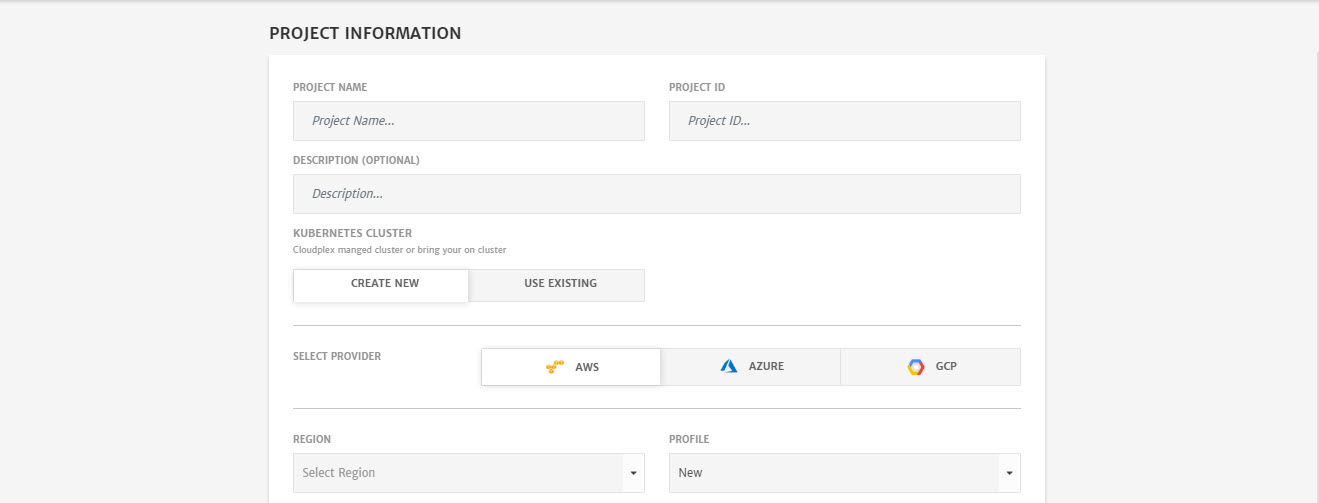 PROJECT INFORMATION
PROJECT NAME PROJECT ID
Project Name... Project ID...
DESCRIPTION (OPTIONAL)
Description...
KUBERNETES CLUSTER
Cloudplex manged cluster or bring your on cluster
CREATE NEW USE EXISTING
SELECT PROVIDER AWS AZURE GCP
REGION PROFILE
Select Region New